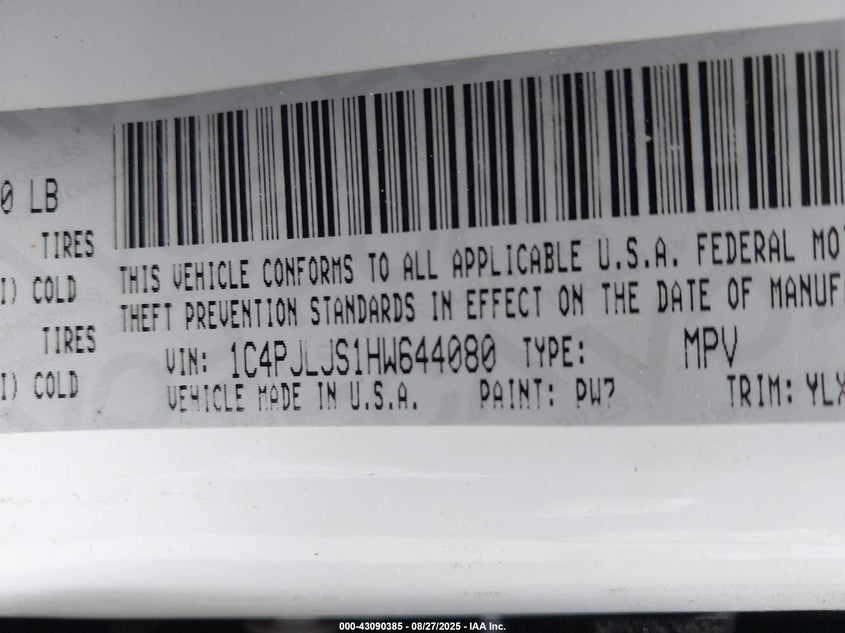 0 LB
TIRES
I) COLD
TIRES
I) COLD
THIS VEHICLE CONFORMS TO ALL APPLICABLE U.S.A. FEDERAL MO
THEFT PREVENTION STANDARDS IN EFFECT ON THE DATE OF MANUF
VIN: 1C4PJLJS1HW644080 TYPE: MPV
VEHICLE MADE IN U.S.A. PAINT: PW7 TRIM: YLX
000-43090385 - 08/27/2025 - IAA Inc.